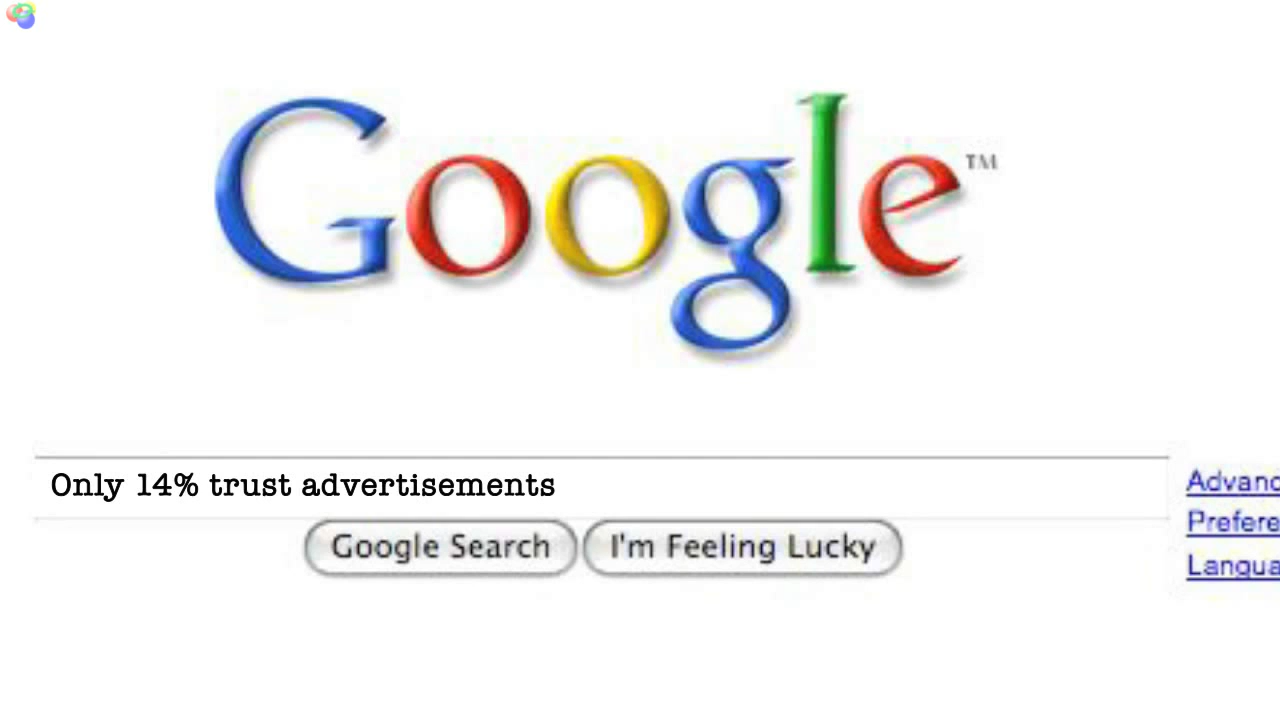 Google™
Only 14% trust advertisements
Google Search
I'm Feeling Lucky